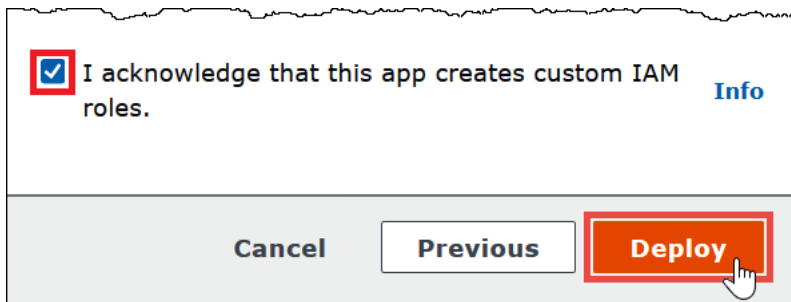 I acknowledge that this app creates custom IAM
roles.
Info
Cancel
Previous
Deploy